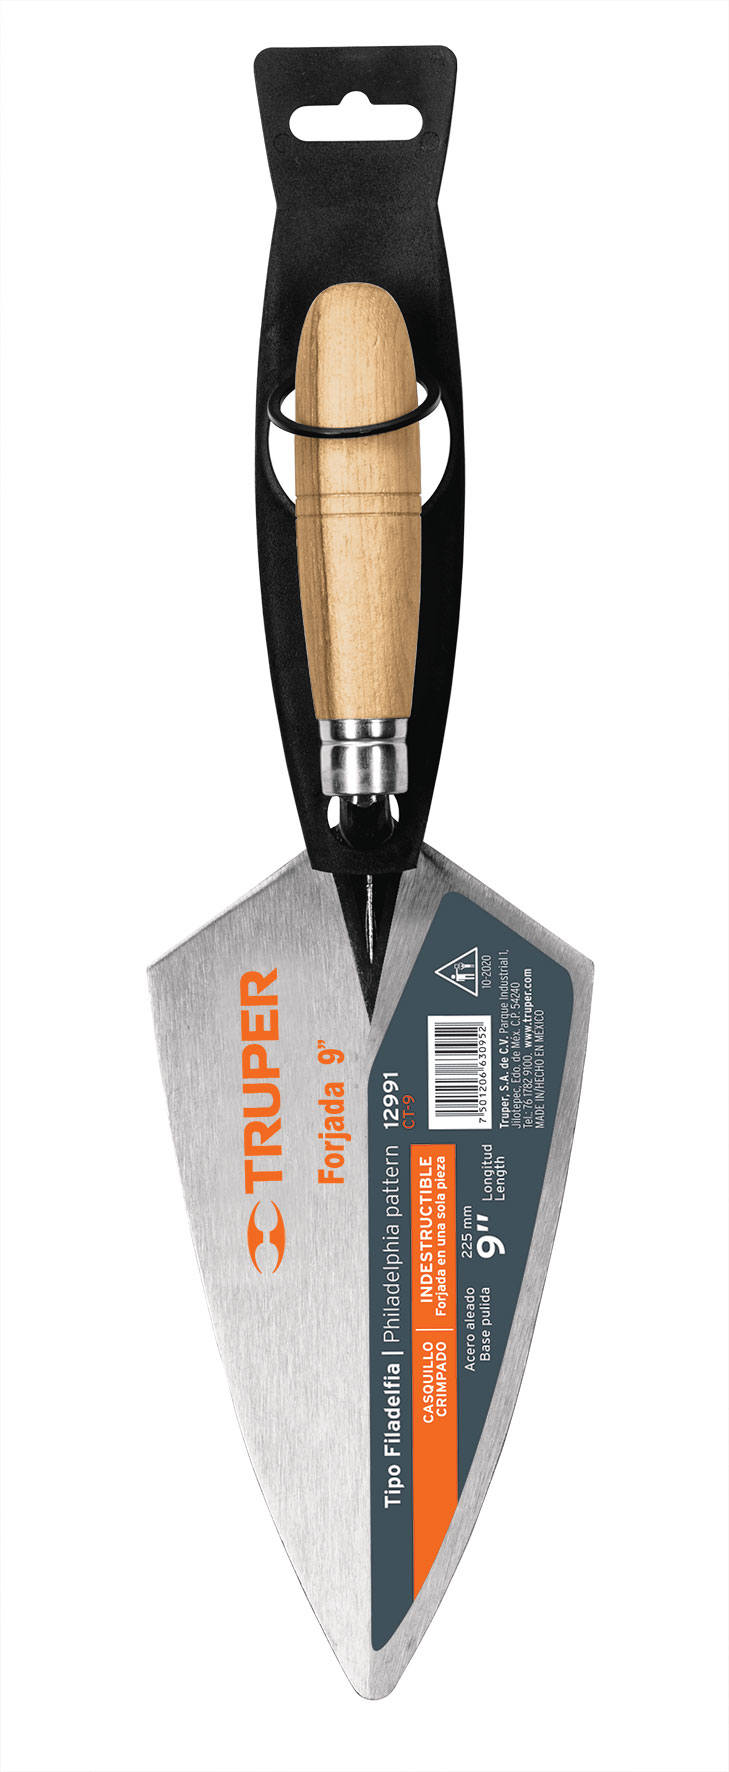 TRUPER
Forjada 9"
Tipo Filadelfia | Philadelphia pattern 12991
CT-9
CASQUILLO
CRIMPADO
INDESTRUCTIBLE
Forjada en una sola pieza
Acero aleado
Base pulida
225 mm
9"
Longitud
Length
7 501206 630952
10-2020
Truper, S.A. de C.V. Parque Industrial 1,
Jilotepec, Edo. de Méx. C.P. 54240
Tel.: 76 1782 9100. www.truper.com
MADE IN/HECHO EN MÉXICO